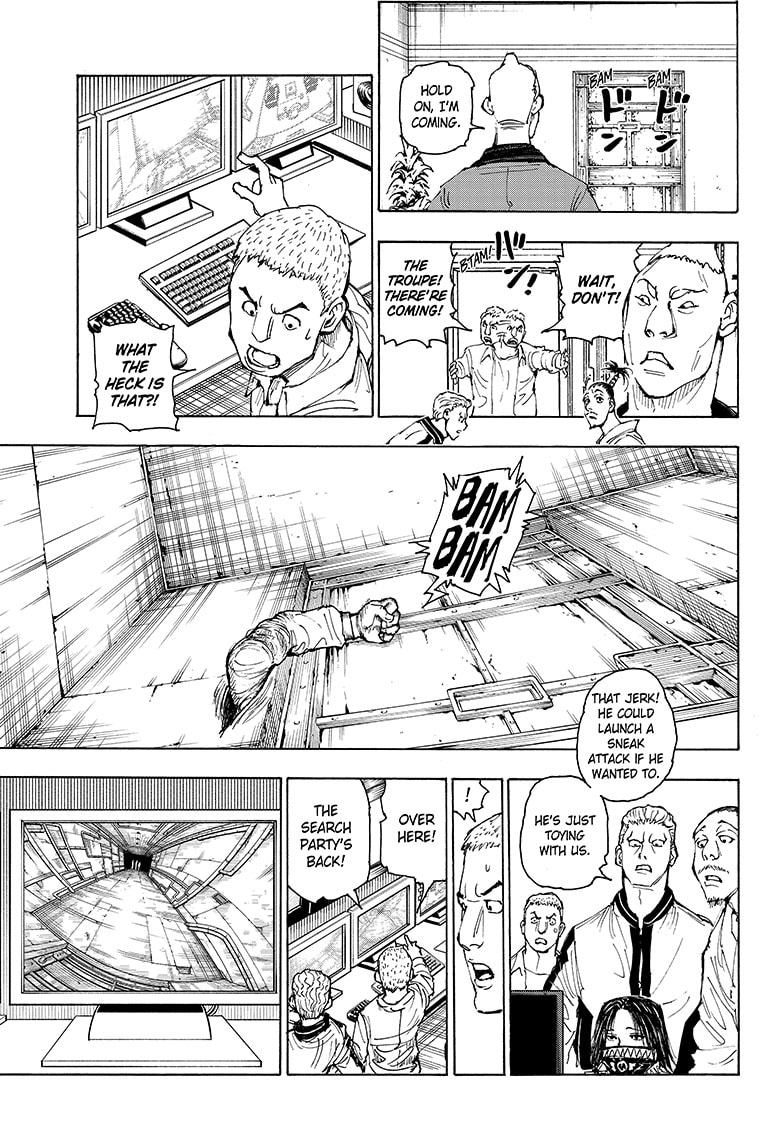 BAM
BAM
ドン
ドン
HOLD
ON, I'M
COMING.
WAIT,
DON'T!
バン!
BTAM!
THE
TROUPE!
THERE'RE
COMING!
WHAT
THE
HECK IS
THAT?!
BAM
BAM
THAT JERK!
HE COULD
LAUNCH A
SNEAK
ATTACK IF HE
WANTED TO.
HE'S JUST
TOYING
WITH US.
!
OVER
HERE!
THE
SEARCH
PARTY'S
BACK!